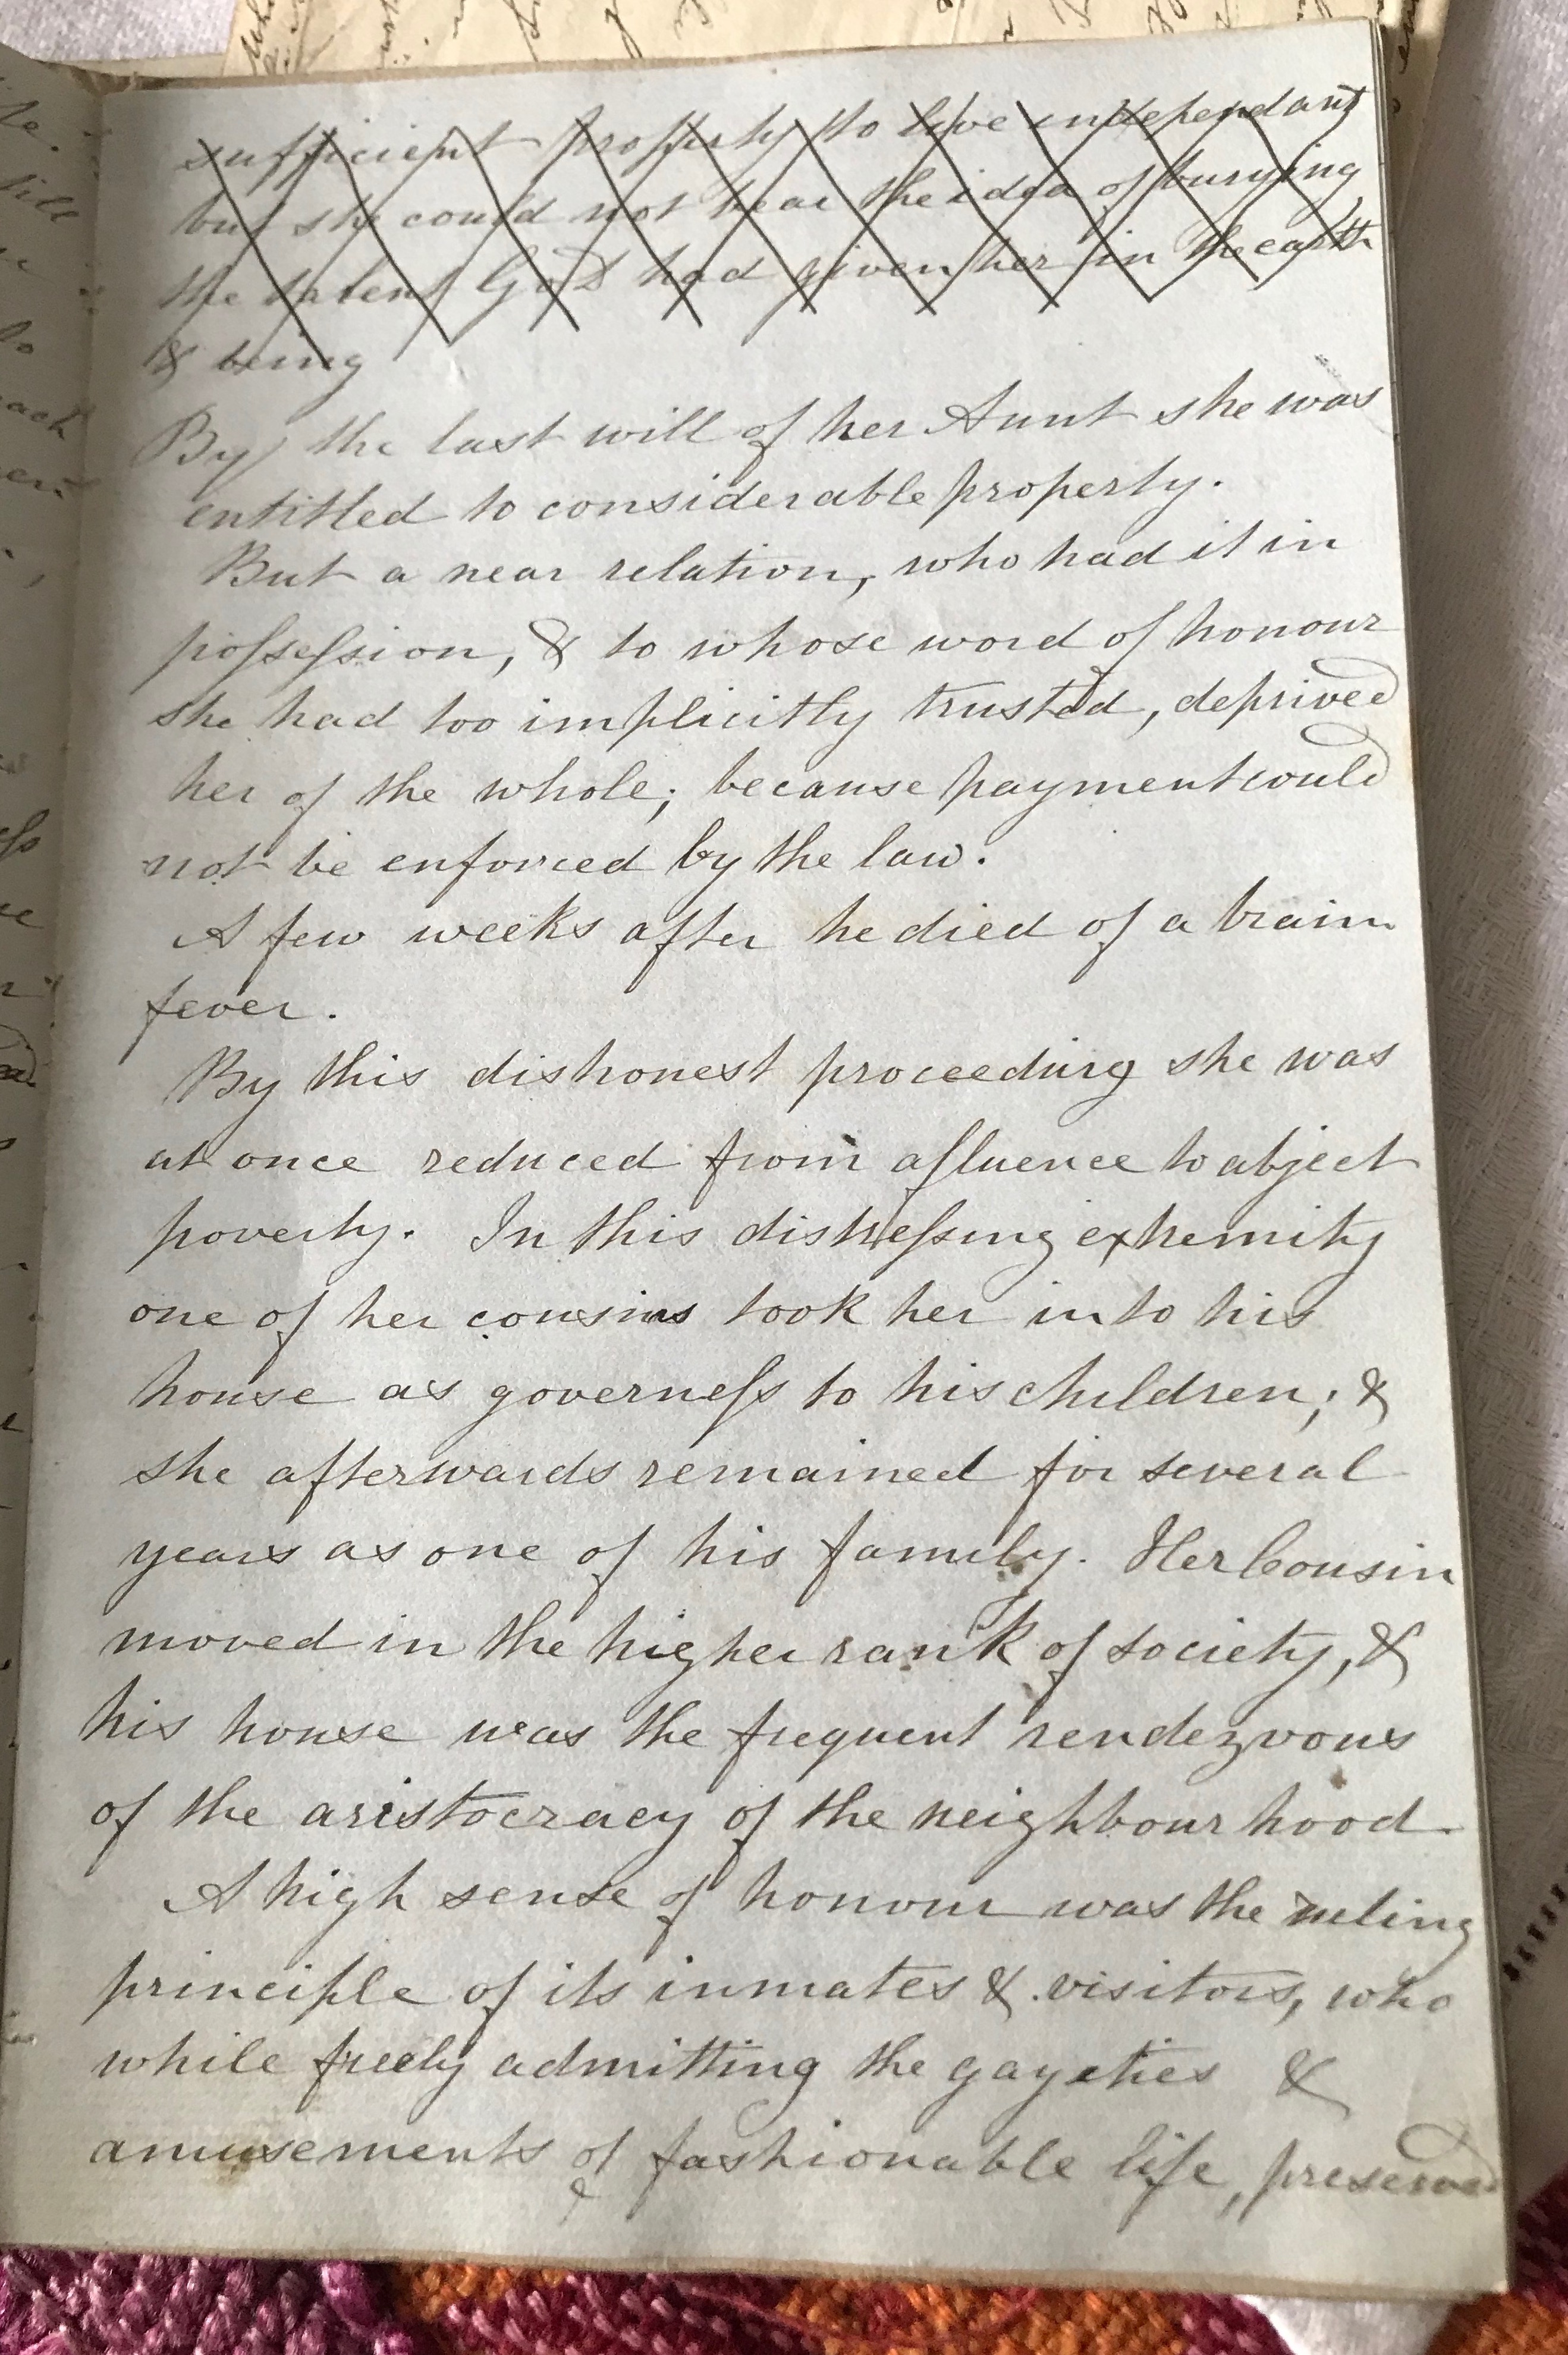 sufficient property to live independant
but she could not bear the idea of burying
the talent God had given her in the earth
& being
By the last will of her Aunt she was
entitled to considerable property.
But a near relation, who had it in
poſseſsion, & to whose word of honour
she had too implicitly trusted, deprived
her of the whole; because payment could
not be enforced by the law.
A few weeks after he died of a brain
fever.
By this dishonest proceeding she was
at once reduced from afluence to abject
poverty. In this distreſsing extremity
one of her cousins took her into his
house as governeſs to his children; &
she afterwards remained for several
years as one of his family. Her Cousin
moved in the higher rank of society, &
his house was the frequent rendezvous
of the aristocracy of the neighbourhood.
A high sense of honour was the ruling
principle of its inmates & visitors, who
while freely admitting the gayeties &
amusements of fashionable life, preserved